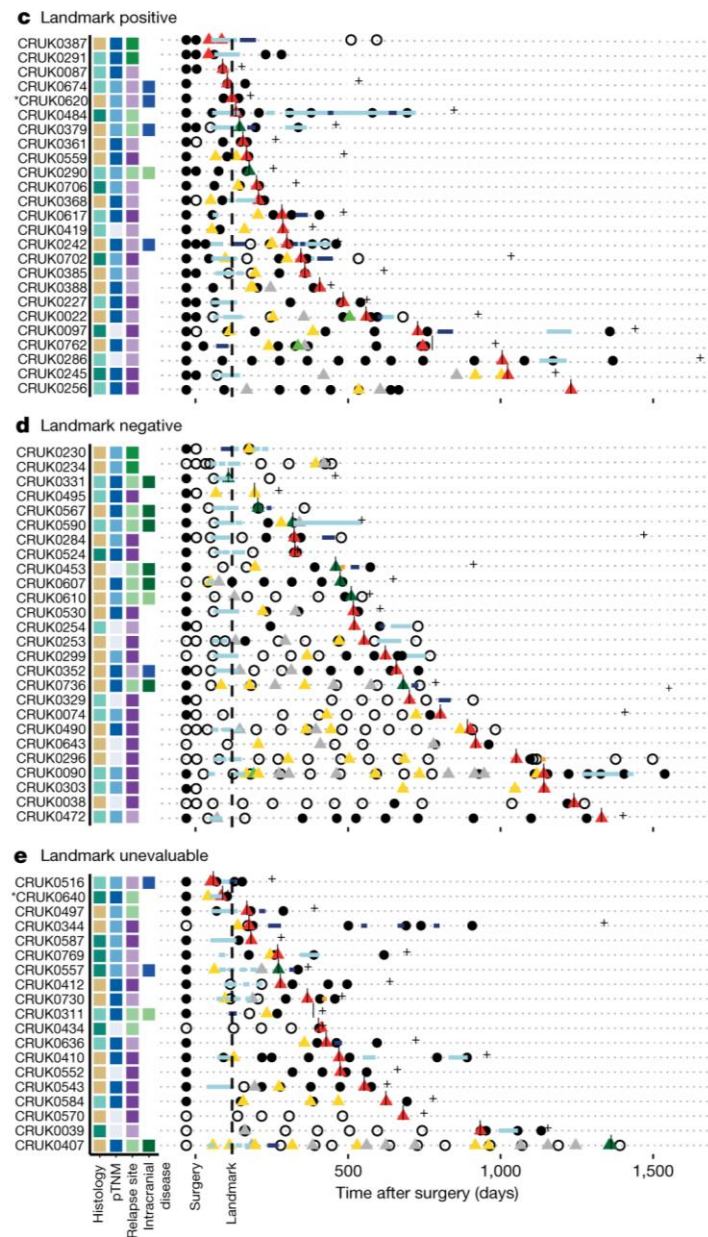 c Landmark positive
CRUK0387
CRUK0291
CRUK0087
CRUK0674
*CRUK0620
CRUK0484
CRUK0379
CRUK0361
CRUK0559
CRUK0290
CRUK0706
CRUK0368
CRUK0617
CRUK0419
CRUK0242
CRUK0702
CRUK0385
CRUK0388
CRUK0227
CRUK0022
CRUK0097
CRUK0762
CRUK0286
CRUK0245
CRUK0256
d Landmark negative
CRUK0230
CRUK0234
CRUK0331
CRUK0495
CRUK0567
CRUK0590
CRUK0284
CRUK0524
CRUK0453
CRUK0607
CRUK0610
CRUK0530
CRUK0254
CRUK0253
CRUK0299
CRUK0352
CRUK0736
CRUK0329
CRUK0074
CRUK0490
CRUK0643
CRUK0296
CRUK0090
CRUK0303
CRUK0038
CRUK0472
e Landmark unevaluable
CRUK0516
*CRUK0640
CRUK0497
CRUK0344
CRUK0587
CRUK0769
CRUK0557
CRUK0412
CRUK0730
CRUK0311
CRUK0434
CRUK0636
CRUK0410
CRUK0552
CRUK0543
CRUK0584
CRUK0570
CRUK0039
CRUK0407
Histology
pTNM
Relapse site
Intracranial
disease
Surgery
Landmark
500 1,000 1,500
Time after surgery (days)